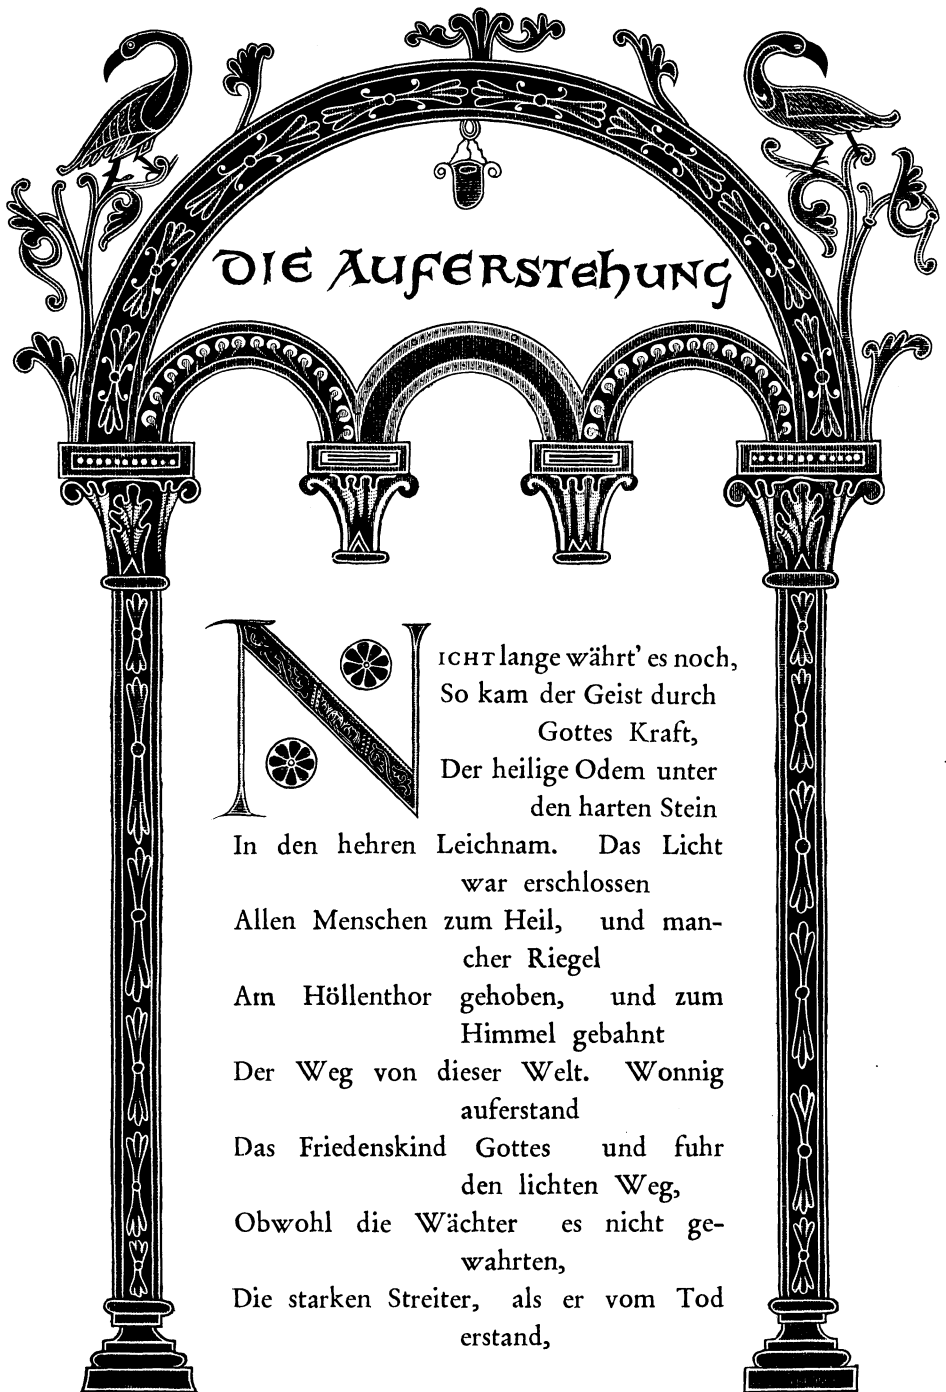 DIE AUFERSTEHUNG
NICHT lange währt’ es noch,
So kam der Geist durch
Gottes Kraft,
Der heilige Odem unter
den harten Stein
In den hehren Leichnam. Das Licht
war erschlossen
Allen Menschen zum Heil, und man-
cher Riegel
Am Höllenthor gehoben, und zum
Himmel gebahnt
Der Weg von dieser Welt. Wonnig
auferstand
Das Friedenskind Gottes und fuhr
den lichten Weg,
Obwohl die Wächter es nicht ge-
wahrten,
Die starken Streiter, als er vom Tod
erstand,